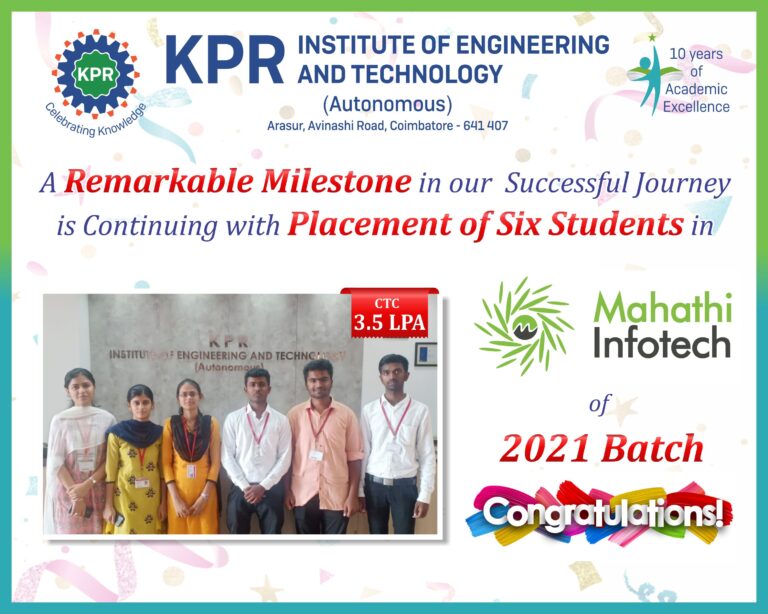 KPR
Celebrating Knowledge
KPR INSTITUTE OF ENGINEERING
AND TECHNOLOGY
(Autonomous)
Arasur, Avinashi Road, Coimbatore - 641 407
10 years
of
Academic
Excellence
A Remarkable Milestone in our Successful Journey
is Continuing with Placement of Six Students in
CTC
3.5 LPA
KPR
INSTITUTE OF ENGINEERING AND TECHNOLOGY
(Autonomous)
Mahathi
Infotech
of
2021 Batch
Congratulations!